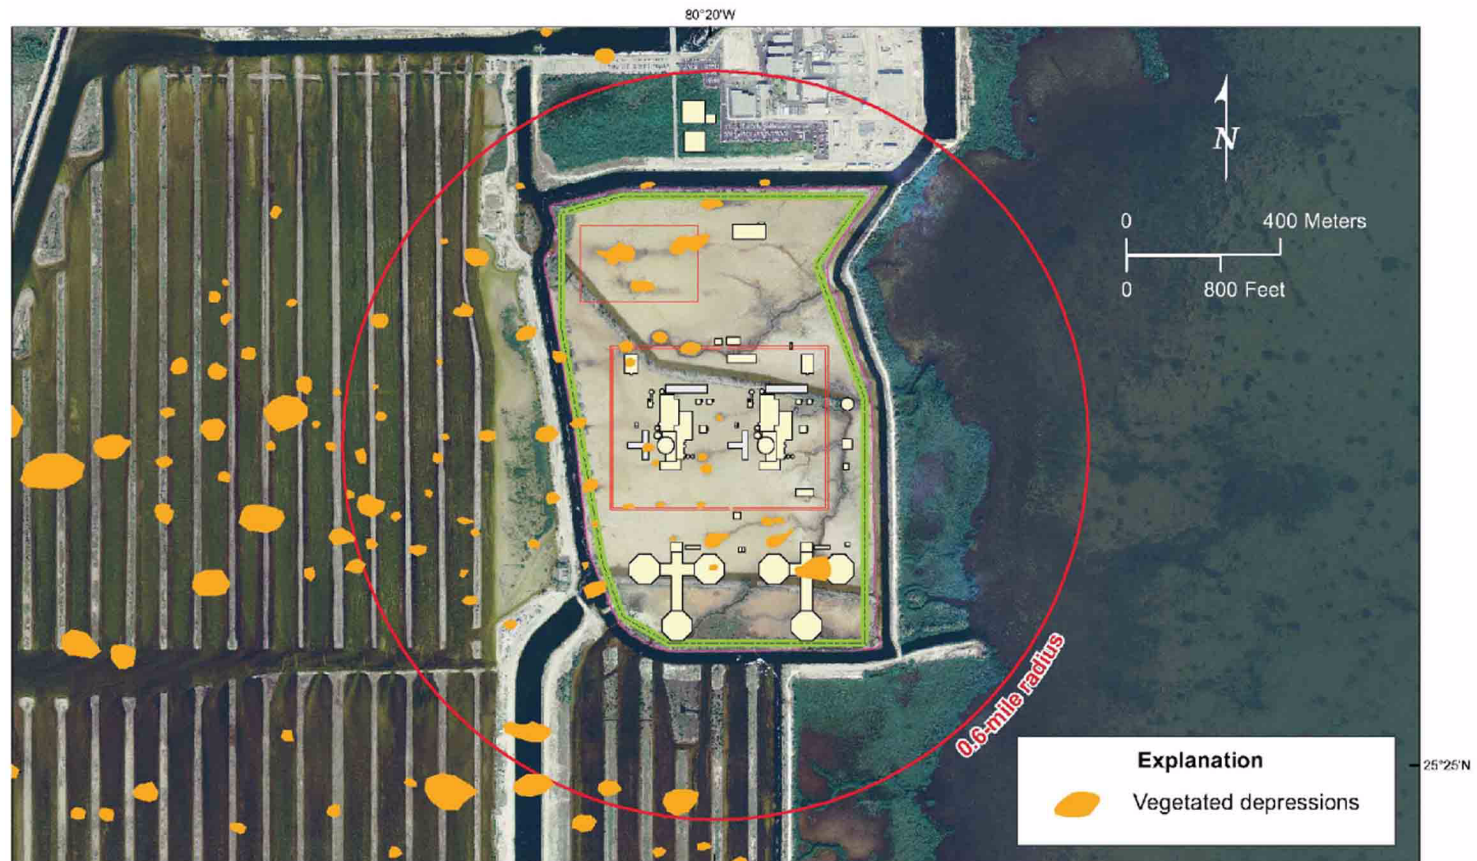 80°20'W
N
0 400 Meters
0 800 Feet
0.6-mile radius
25°25'N
Explanation
Vegetated depressions